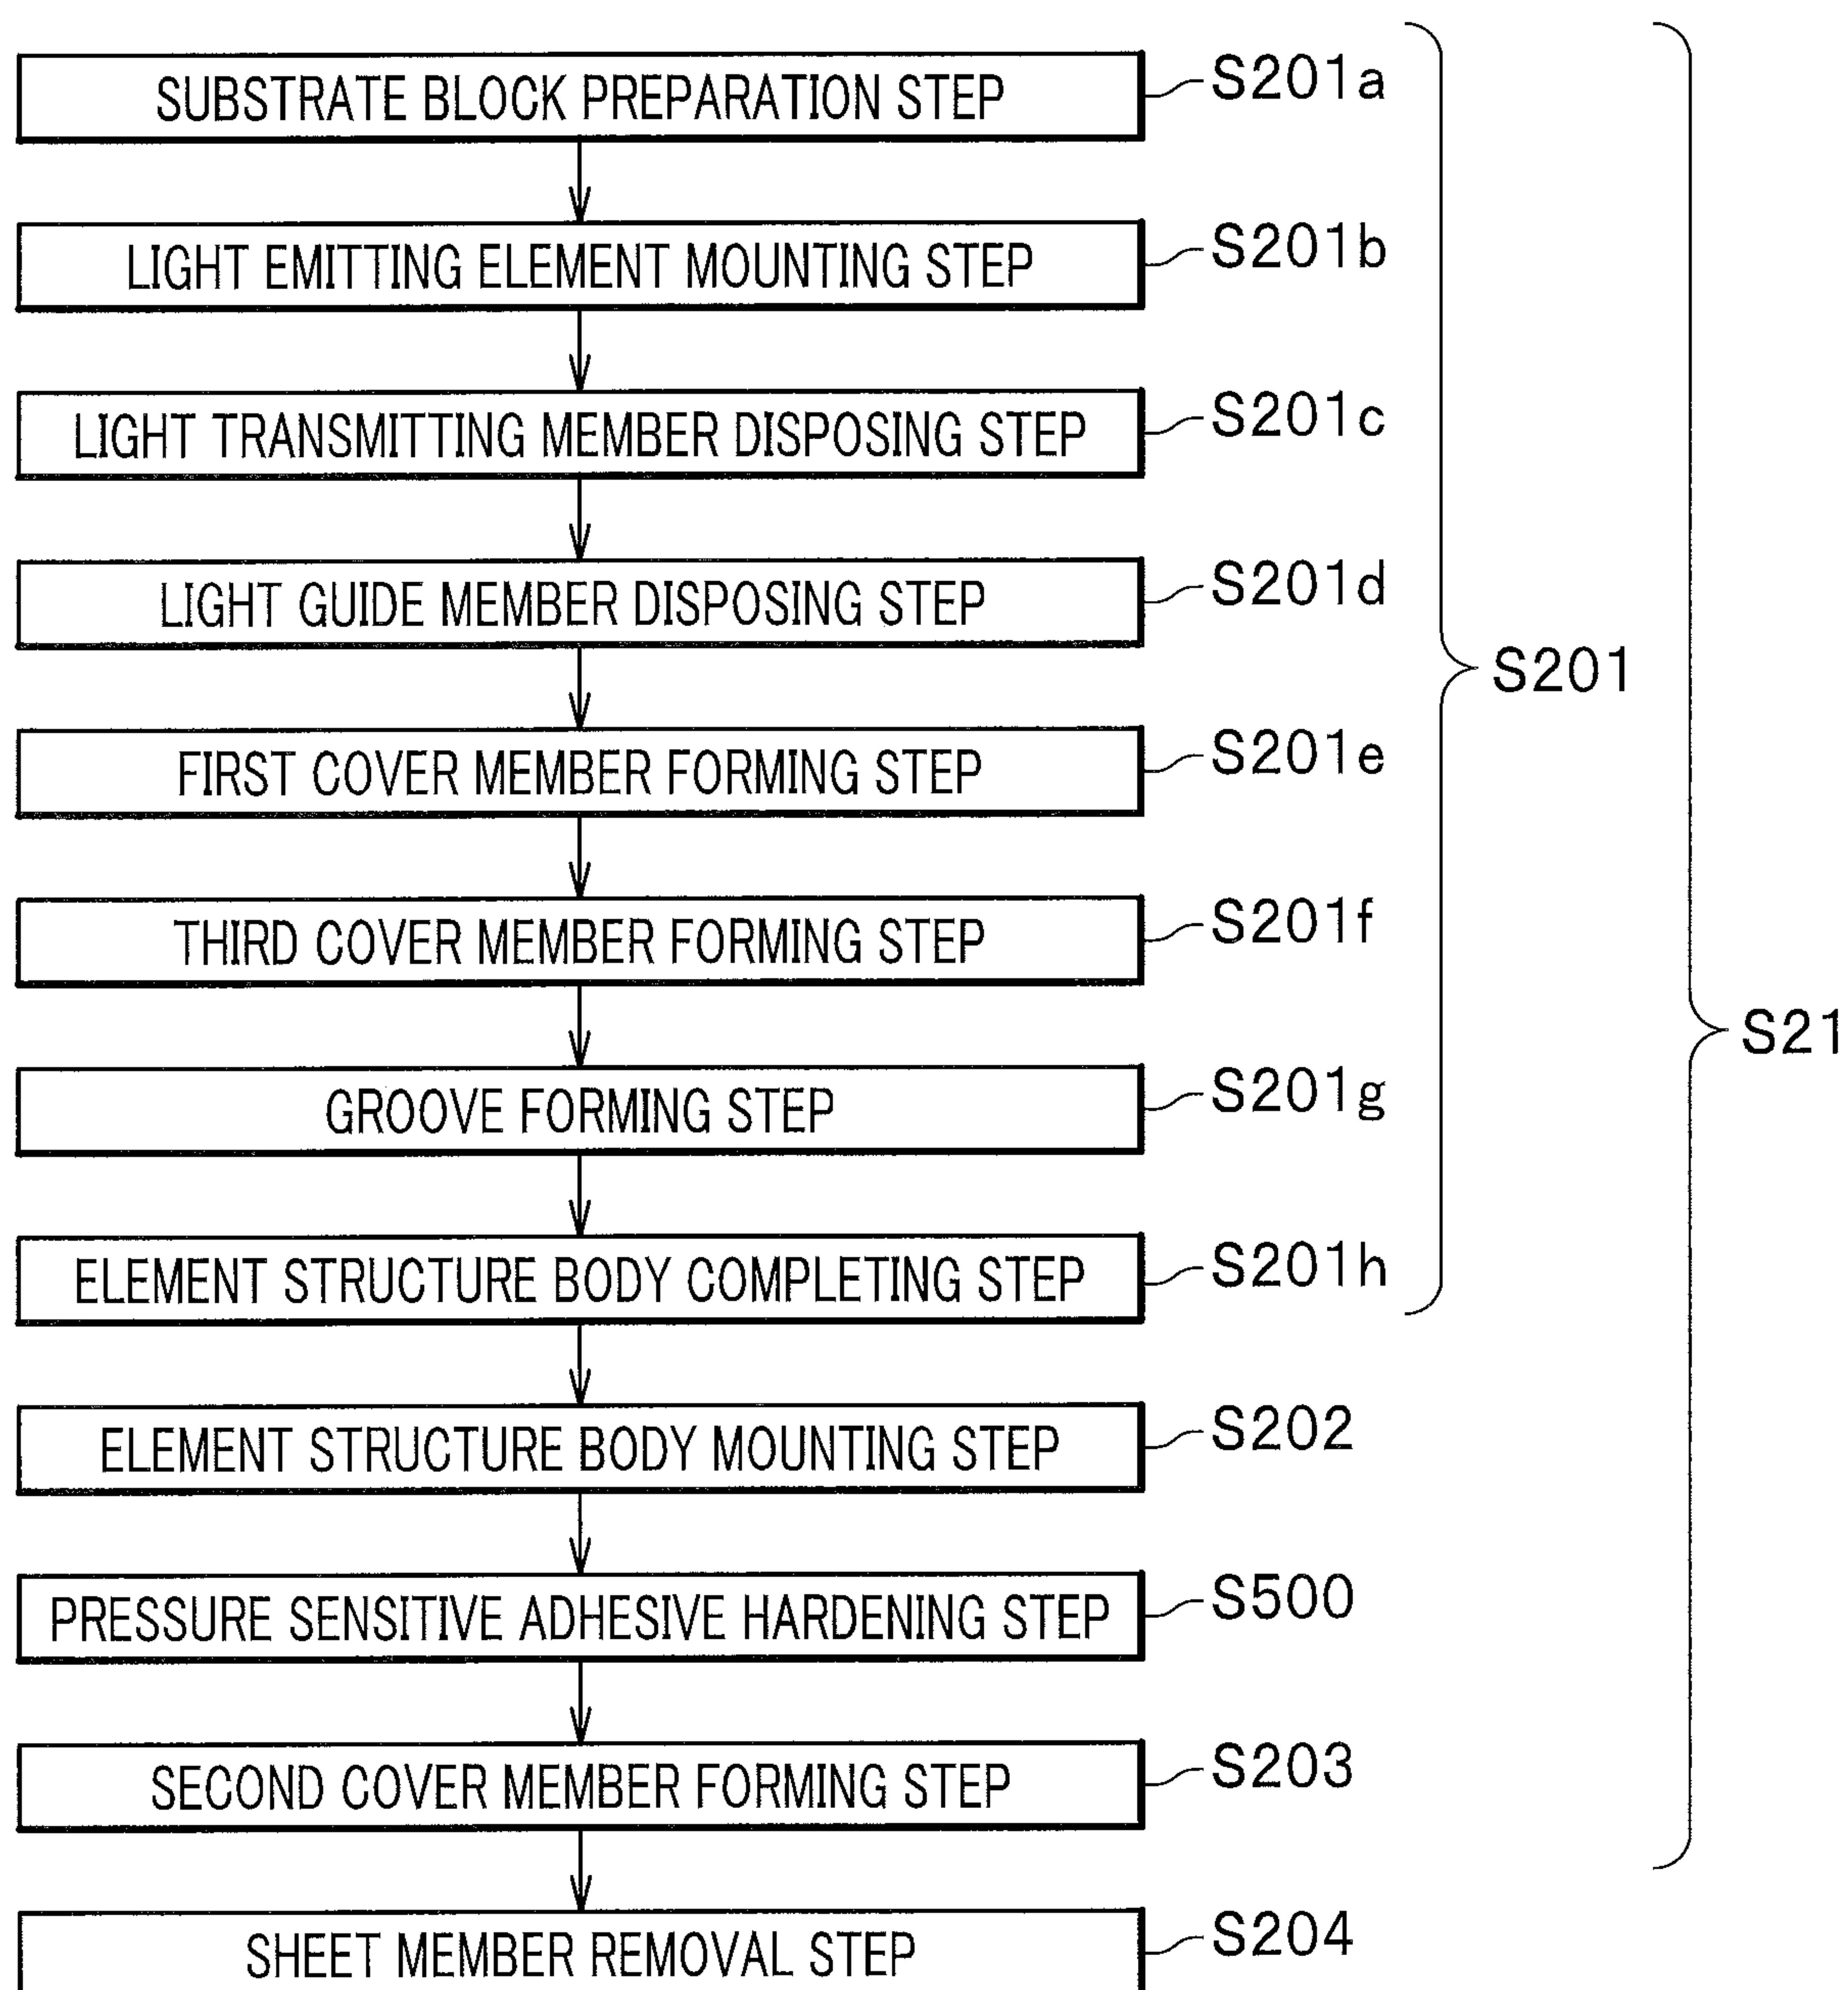 SUBSTRATE BLOCK PREPARATION STEP S201a
LIGHT EMITTING ELEMENT MOUNTING STEP S201b
LIGHT TRANSMITTING MEMBER DISPOSING STEP S201c
LIGHT GUIDE MEMBER DISPOSING STEP S201d
S201
FIRST COVER MEMBER FORMING STEP S201e
THIRD COVER MEMBER FORMING STEP S201f
S21
GROOVE FORMING STEP S201g
ELEMENT STRUCTURE BODY COMPLETING STEP S201h
ELEMENT STRUCTURE BODY MOUNTING STEP S202
PRESSURE SENSITIVE ADHESIVE HARDENING STEP S500
SECOND COVER MEMBER FORMING STEP S203
SHEET MEMBER REMOVAL STEP S204